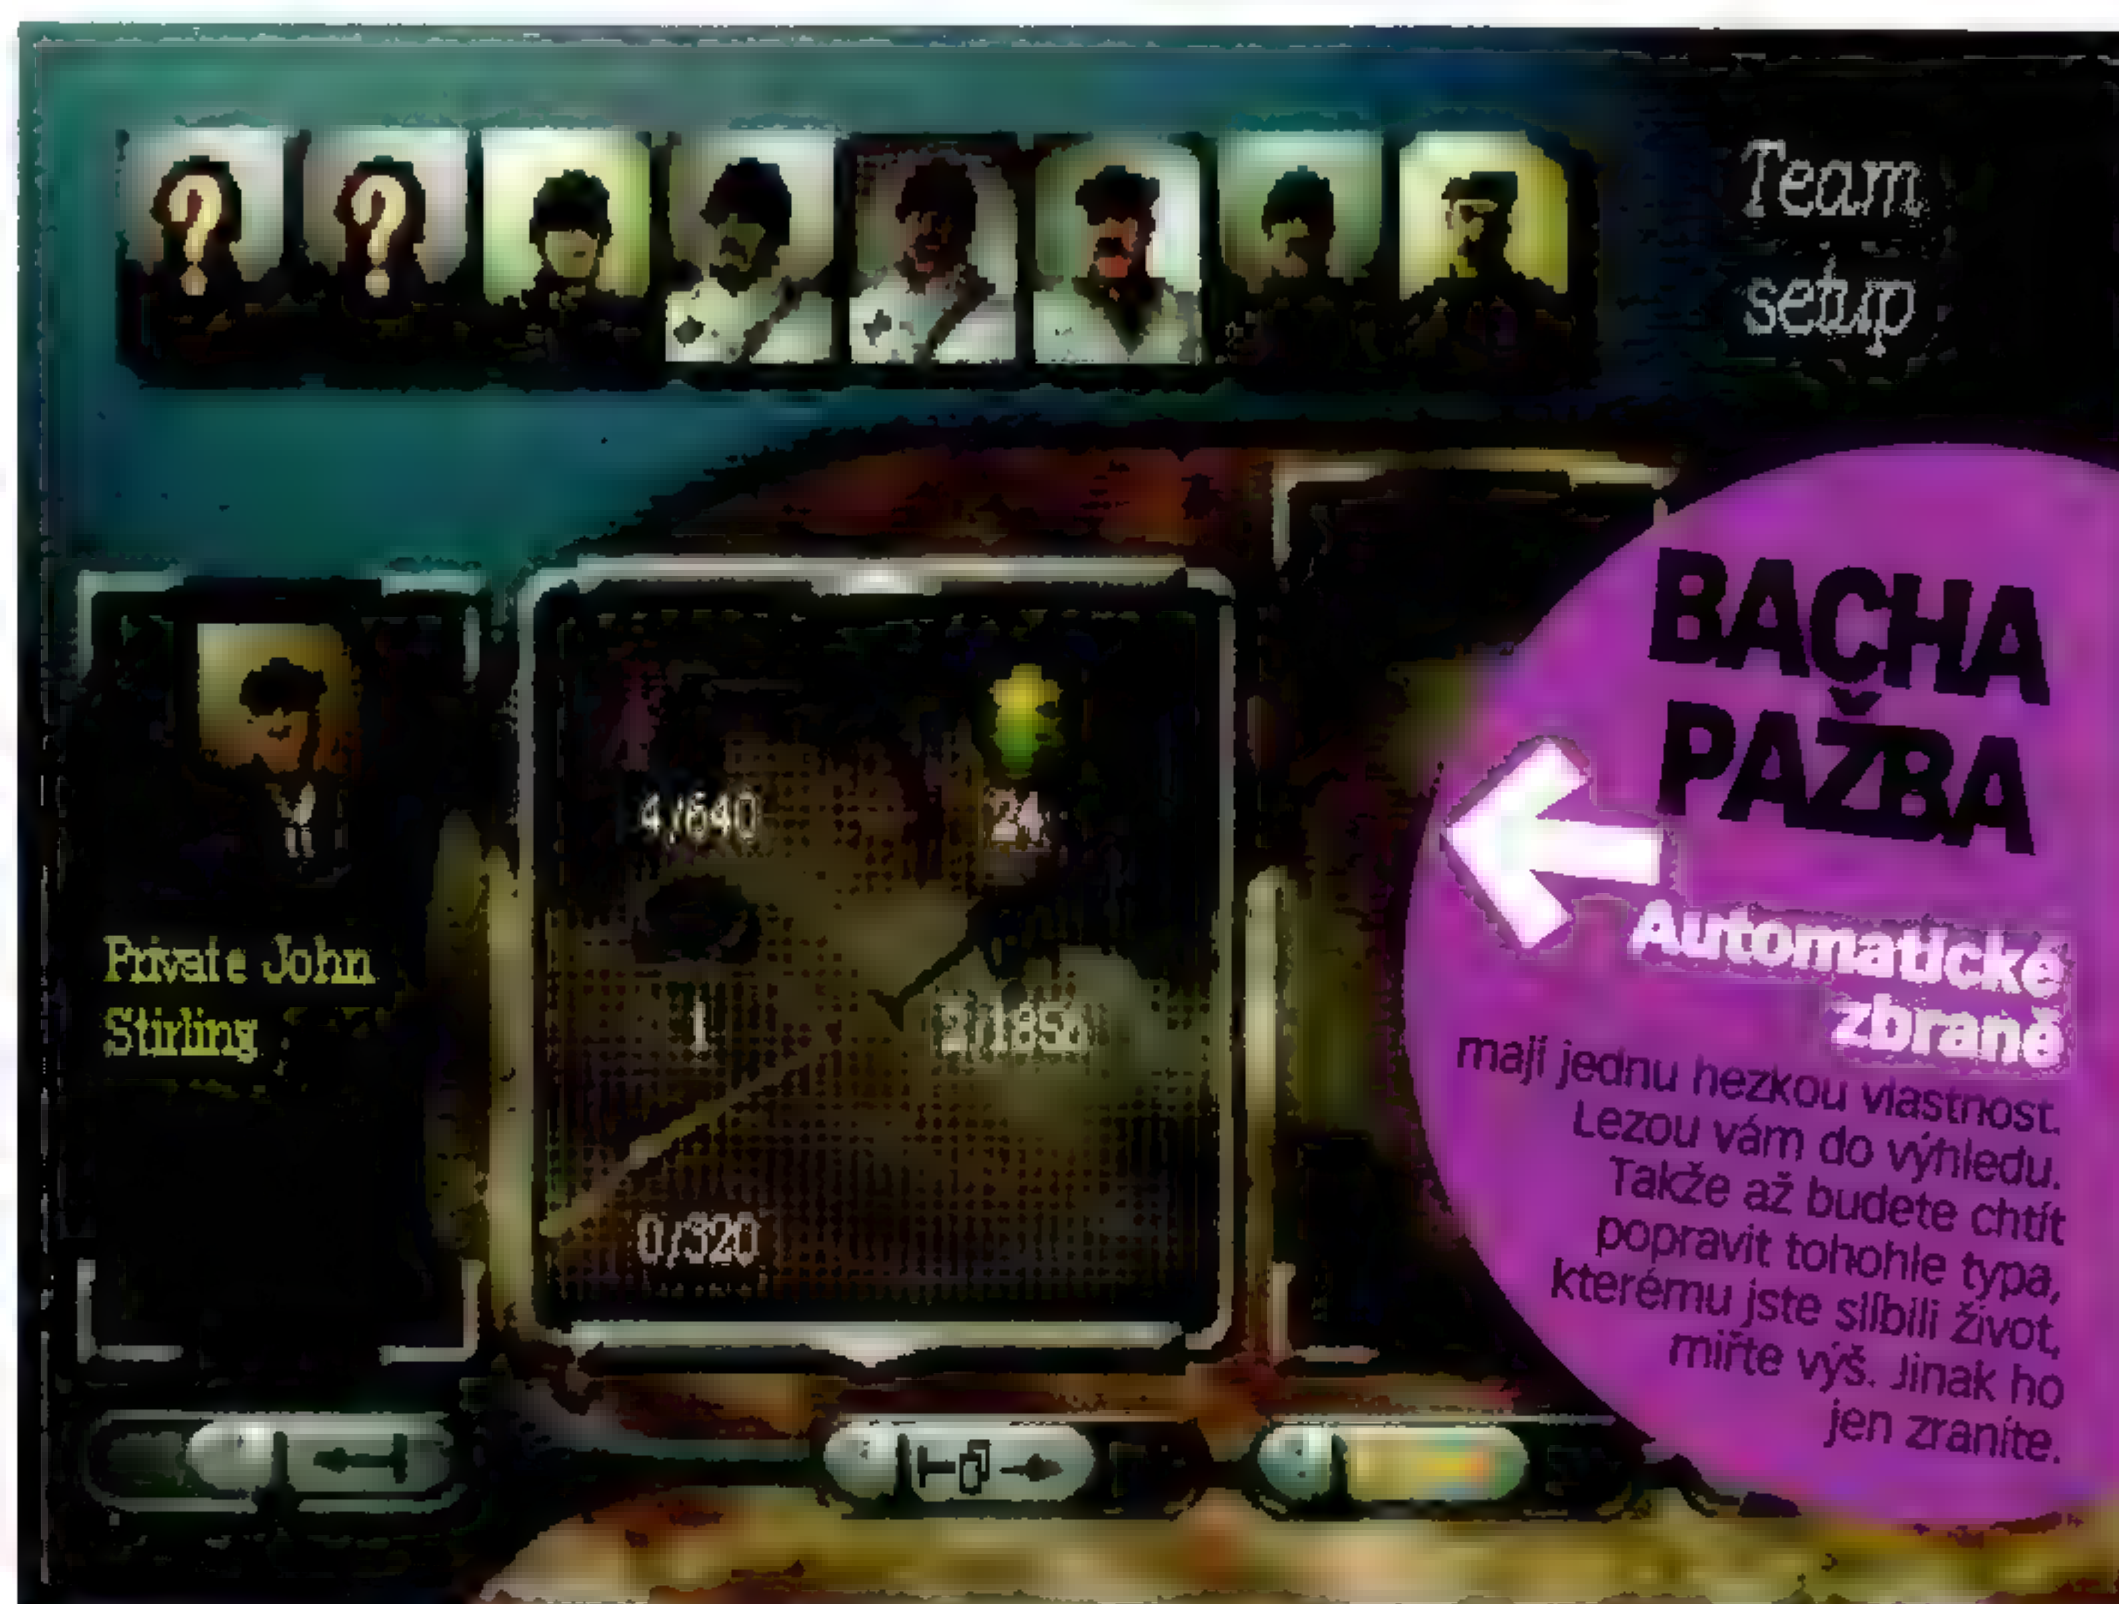 Team
setup
BACHA
PAŽBA
Automatické
zbraně
mají jednu hezkou vlastnost.
Lezou vám do výhledu.
Takže až budete chtít
popravit tohohle typa,
kterému jste slíbili život,
miřte výš. Jinak ho
jen zraníte.
Private John
Stirling
4/640
24
1
0/320